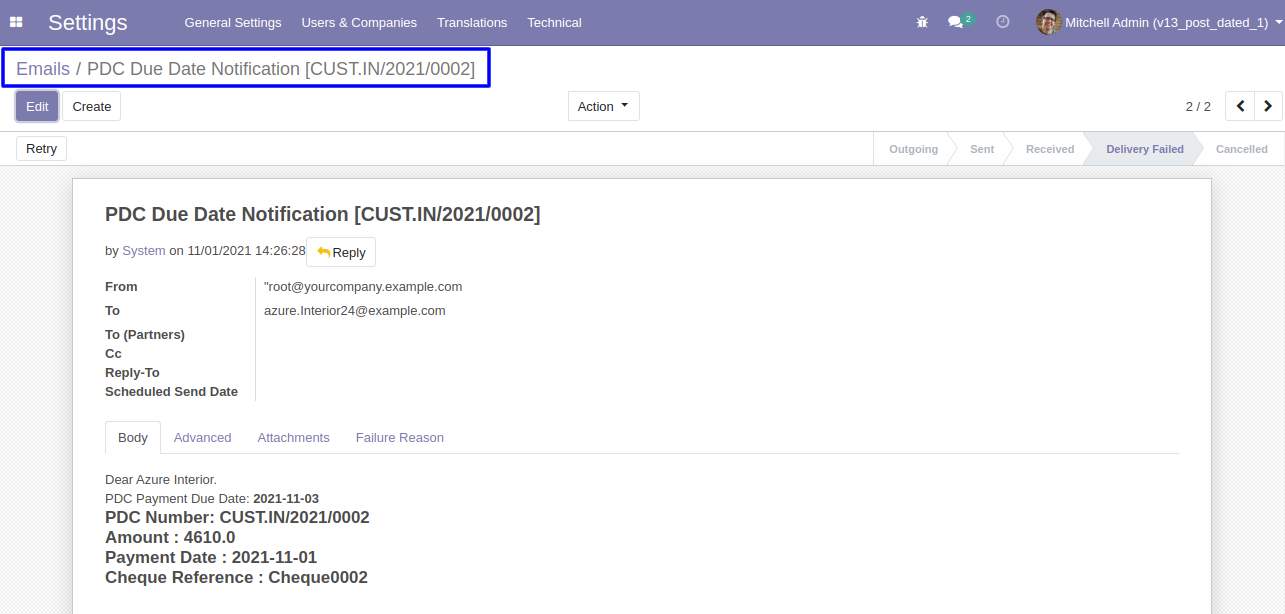 Settings General Settings Users & Companies Translations Technical 2 Mitchell Admin (v13_post_dated_1)
Emails / PDC Due Date Notification [CUST.IN/2021/0002]
Edit Create Action 2 / 2
Retry Outgoing Sent Received Delivery Failed Cancelled
PDC Due Date Notification [CUST.IN/2021/0002]
by System on 11/01/2021 14:26:28 Reply
From "root@yourcompany.example.com
To azure.Interior24@example.com
To (Partners)
Cc
Reply-To
Scheduled Send Date
Body Advanced Attachments Failure Reason
Dear Azure Interior.
PDC Payment Due Date: 2021-11-03
PDC Number: CUST.IN/2021/0002
Amount : 4610.0
Payment Date : 2021-11-01
Cheque Reference : Cheque0002